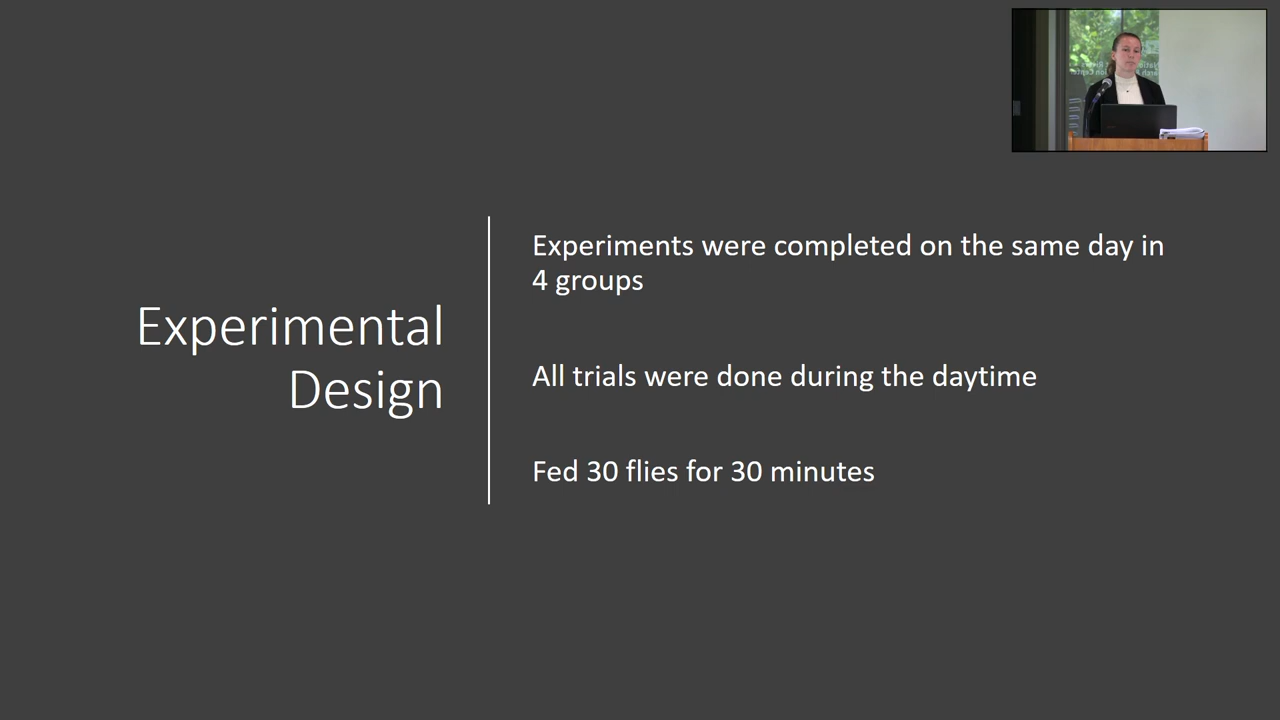 Experimental
Design
Experiments were completed on the same day in
4 groups
All trials were done during the daytime
Fed 30 flies for 30 minutes